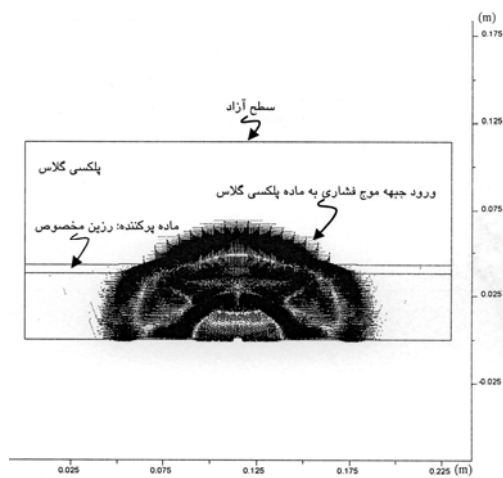 (m)
0.175
سطح آزاد
0.125
پلکسی گلاس
ورود جبهه موج فشاری به ماده پلکسی گلاس
0.075
ماده پرکننده: رزین مخصوص
0.025
-0.025
0.025 0.075 0.125 0.175 0.225 (m)